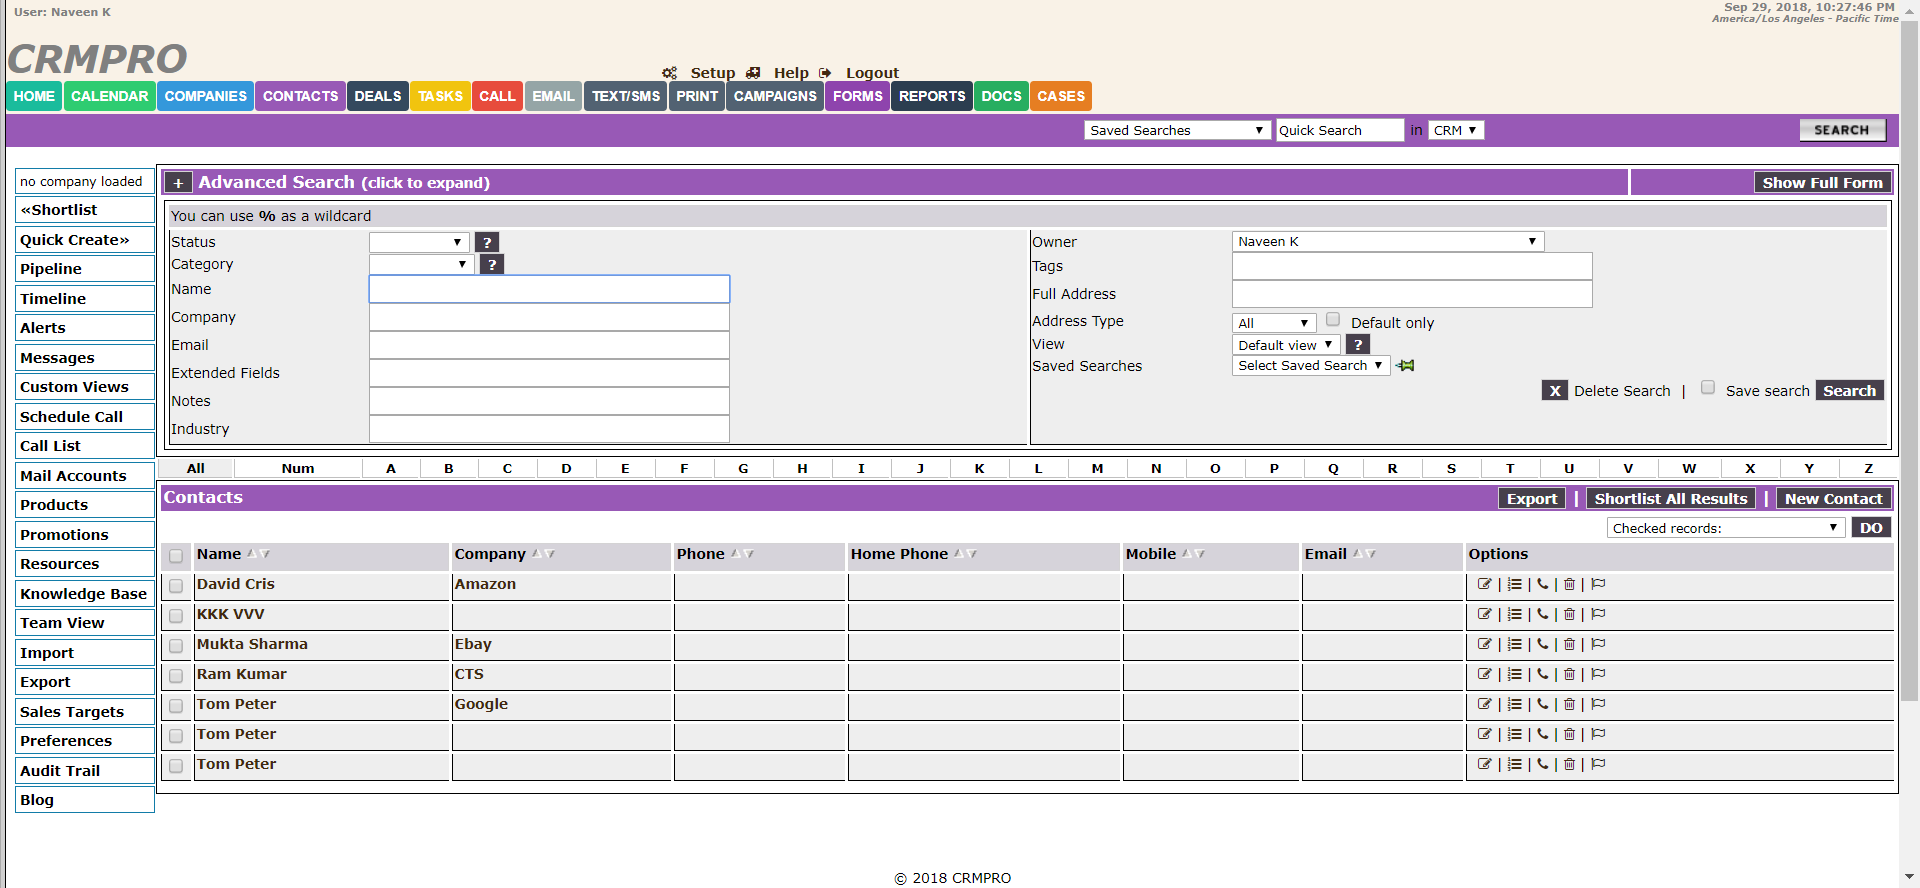 User: Naveen K
Sep 29, 2018, 10:27:46 PM
America/Los Angeles - Pacific Time
CRMPRO
Setup Help Logout
HOME CALENDAR COMPANIES CONTACTS DEALS TASKS CALL EMAIL TEXT/SMS PRINT CAMPAIGNS FORMS REPORTS DOCS CASES
Saved Searches Quick Search in CRM SEARCH
no company loaded
«Shortlist
Quick Create»
Pipeline
Timeline
Alerts
Messages
Custom Views
Schedule Call
Call List
Mail Accounts
Products
Promotions
Resources
Knowledge Base
Team View
Import
Export
Sales Targets
Preferences
Audit Trail
Blog
+ Advanced Search (click to expand) Show Full Form
You can use % as a wildcard
Status ?
Category ?
Name
Company
Email
Extended Fields
Notes
Industry
Owner Naveen K
Tags
Full Address
Address Type All Default only
View Default view ?
Saved Searches Select Saved Search
X Delete Search | Save search Search
All Num A B C D E F G H I J K L M N O P Q R S T U V W X Y Z
Contacts Export | Shortlist All Results | New Contact
Checked records: DO
Name Company Phone Home Phone Mobile Email Options
David Cris Amazon | | | |
KKK VVV | | | |
Mukta Sharma Ebay | | | |
Ram Kumar CTS | | | |
Tom Peter Google | | | |
Tom Peter | | | |
Tom Peter | | | |
© 2018 CRMPRO